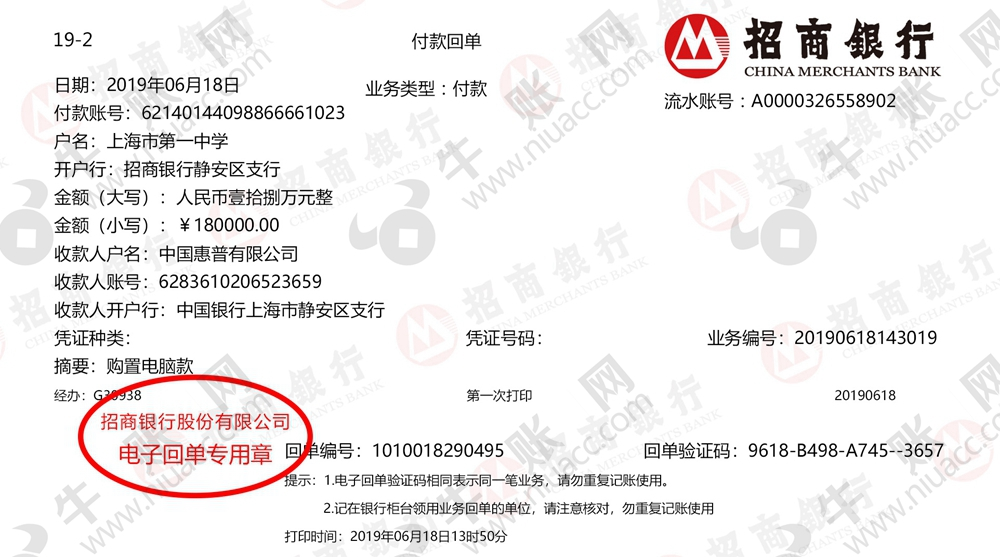 19-2
付款回单
招商银行
CHINA MERCHANTS BANK
日期：2019年06月18日
业务类型：付款
流水账号：A0000326558902
付款账号：62140144098866661023
户名：上海市第一中学
开户行：招商银行静安区支行
金额（大写）：人民币壹拾捌万元整
金额（小写）：￥180000.00
收款人户名：中国惠普有限公司
收款人账号：6283610206523659
收款人开户行：中国银行上海市静安区支行
凭证种类：
凭证号码：
业务编号：20190618143019
摘要：购置电脑款
经办：G39938
第一次打印
20190618
招商银行股份有限公司
电子回单专用章
回单编号：1010018290495
回单验证码：9618-B498-A745--3657
提示：1.电子回单验证码相同表示同一笔业务，请勿重复记账使用。
2.记在银行柜台领用业务回单的单位，请注意核对，勿重复记账使用
打印时间：2019年06月18日13时50分
牛账网
www.niuacc.com